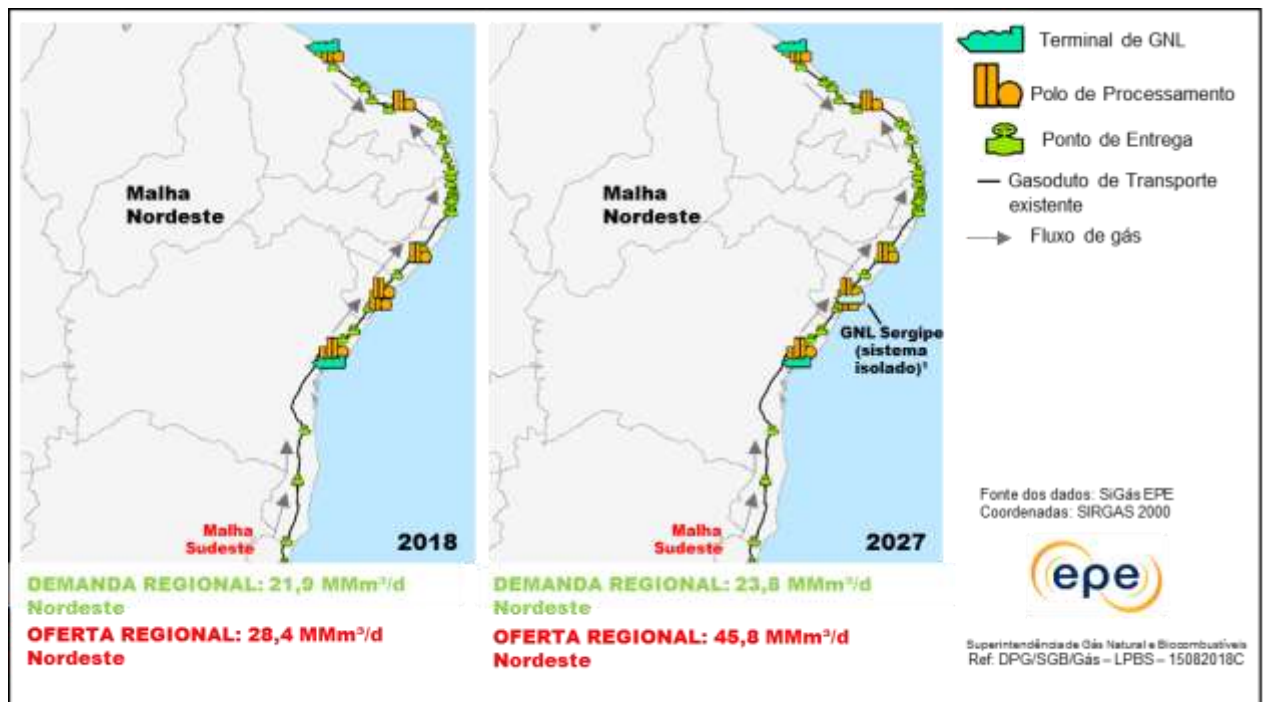 Malha
Nordeste
Malha
Sudeste
2018
DEMANDA REGIONAL: 21,9 MMm³/d
Nordeste
OFERTA REGIONAL: 28,4 MMm³/d
Nordeste
Malha
Nordeste
GNL Sergipe
(sistema
isolado)¹
Malha
Sudeste
2027
DEMANDA REGIONAL: 23,8 MMm³/d
Nordeste
OFERTA REGIONAL: 45,8 MMm³/d
Nordeste
Terminal de GNL
Polo de Processamento
Ponto de Entrega
Gasoduto de Transporte
existente
Fluxo de gás
Fonte dos dados: SiGás EPE
Coordenadas: SIRGAS 2000
epe
Superintendência de Gás Natural e Biocombustíveis
Ref: DPG/SGB/Gás – LPBS – 15082018C